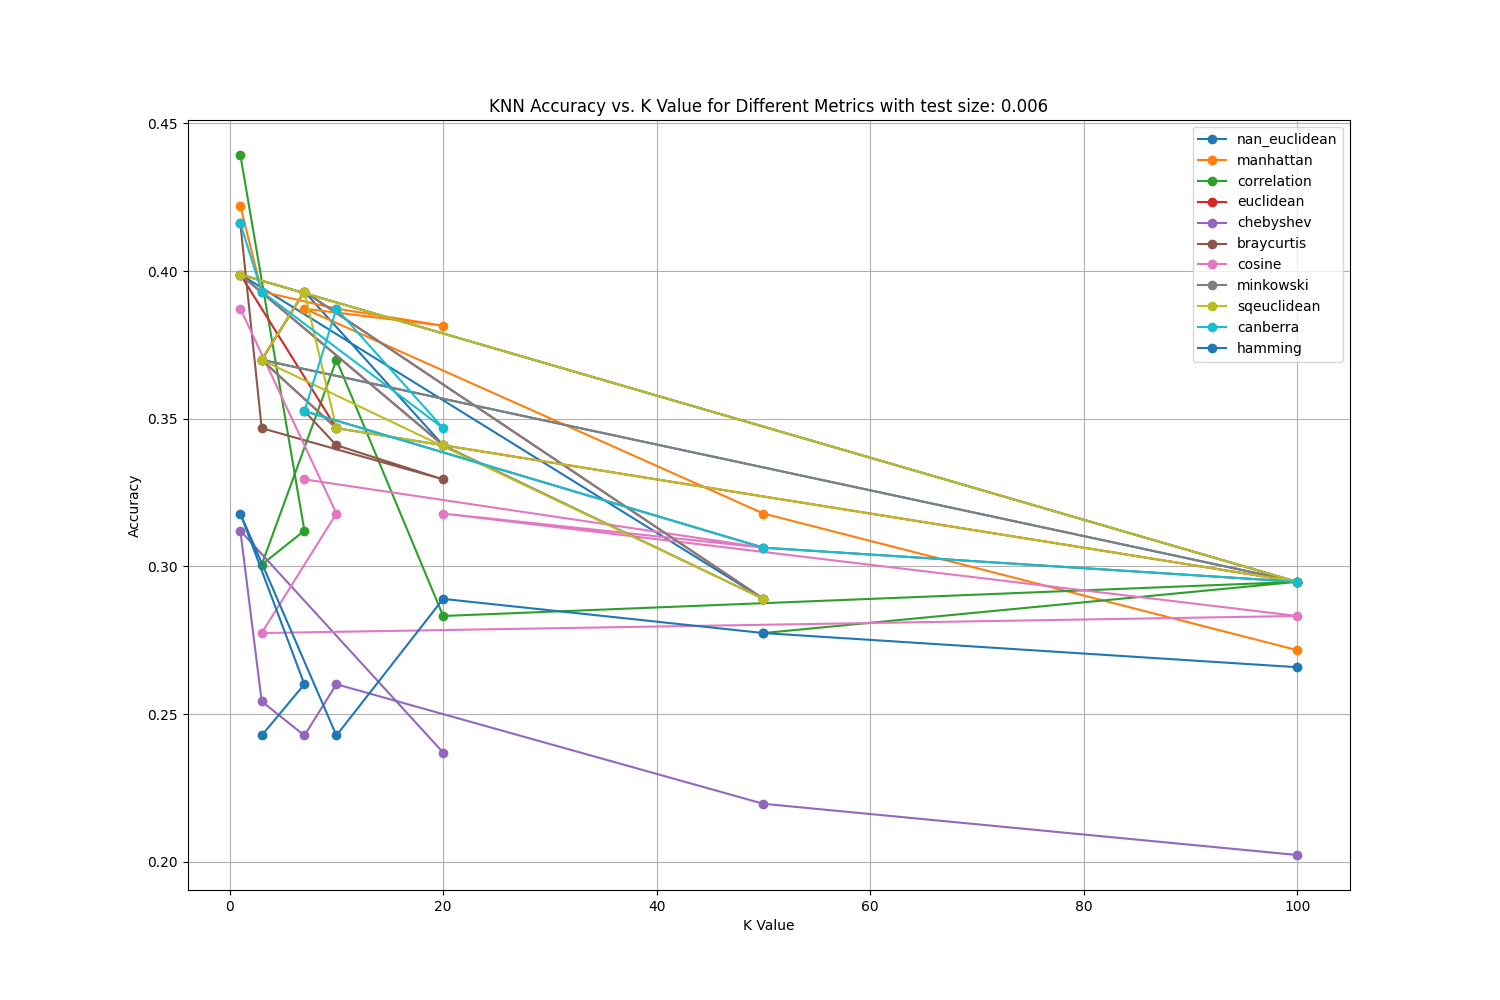 KNN Accuracy vs. K Value for Different Metrics with test size: 0.006
0.45
0.40
0.35
0.30
0.25
0.20
Accuracy
nan_euclidean
manhattan
correlation
euclidean
chebyshev
braycurtis
cosine
minkowski
sqeuclidean
canberra
hamming
0 20 40 60 80 100
K Value